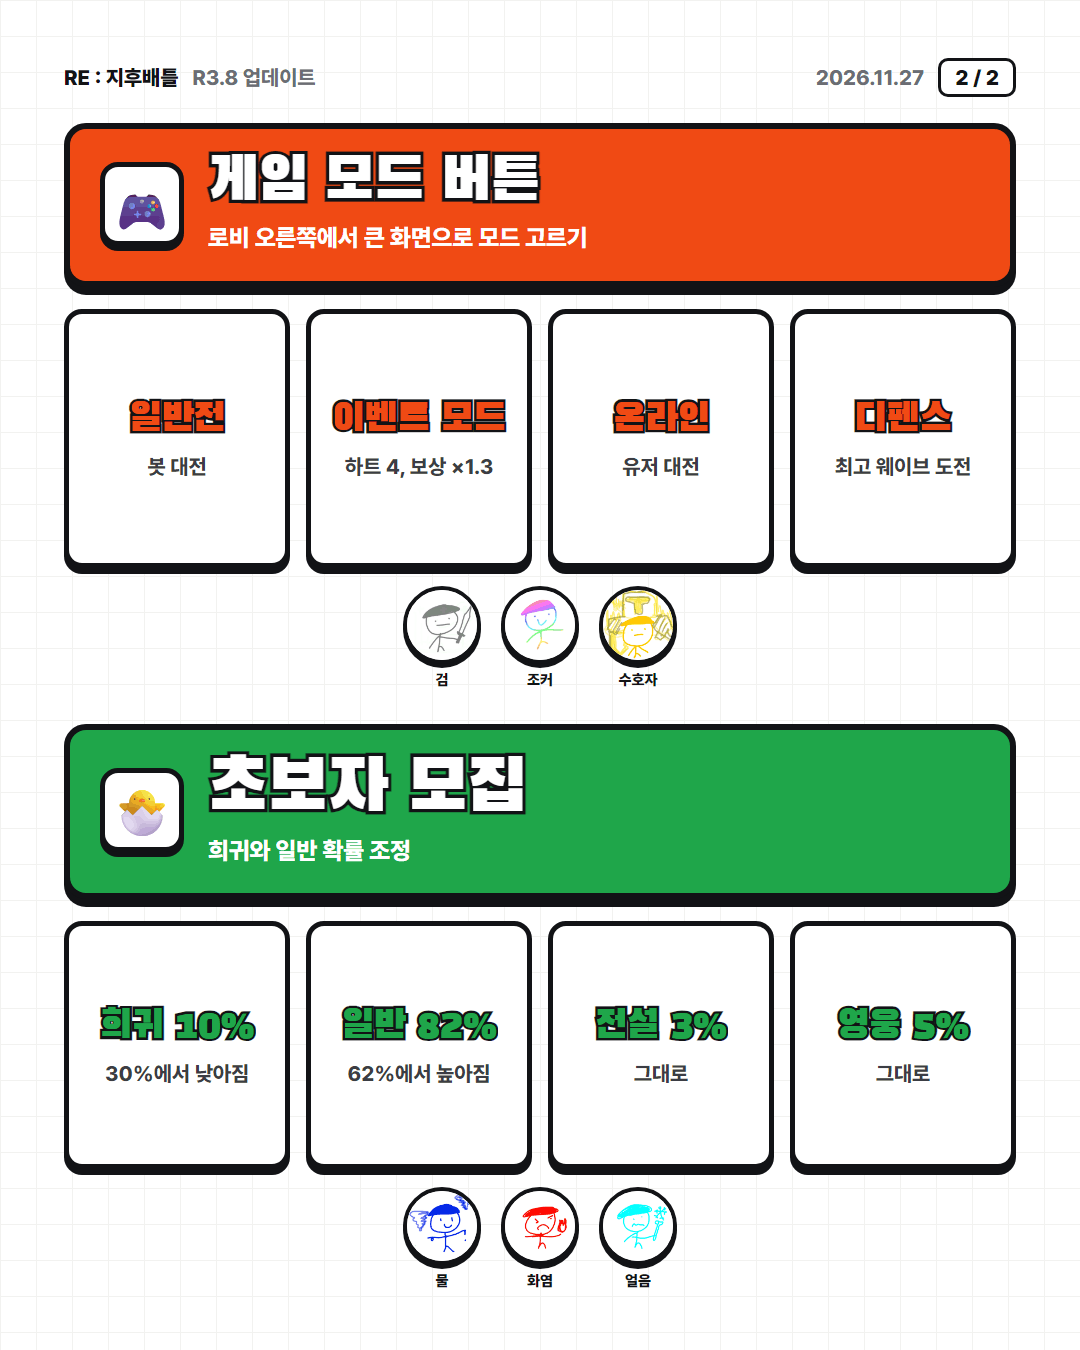 RE : 지후배틀 R3.8 업데이트 2026.11.27 2 / 2
게임 모드 버튼
로비 오른쪽에서 큰 화면으로 모드 고르기
일반전 이벤트 모드 온라인 디펜스
봇 대전 하트 4, 보상 ×1.3 유저 대전 최고 웨이브 도전
검 조커 수호자
초보자 모집
희귀와 일반 확률 조정
희귀 10% 일반 82% 전설 3% 영웅 5%
30%에서 낮아짐 62%에서 높아짐 그대로 그대로
물 화염 얼음